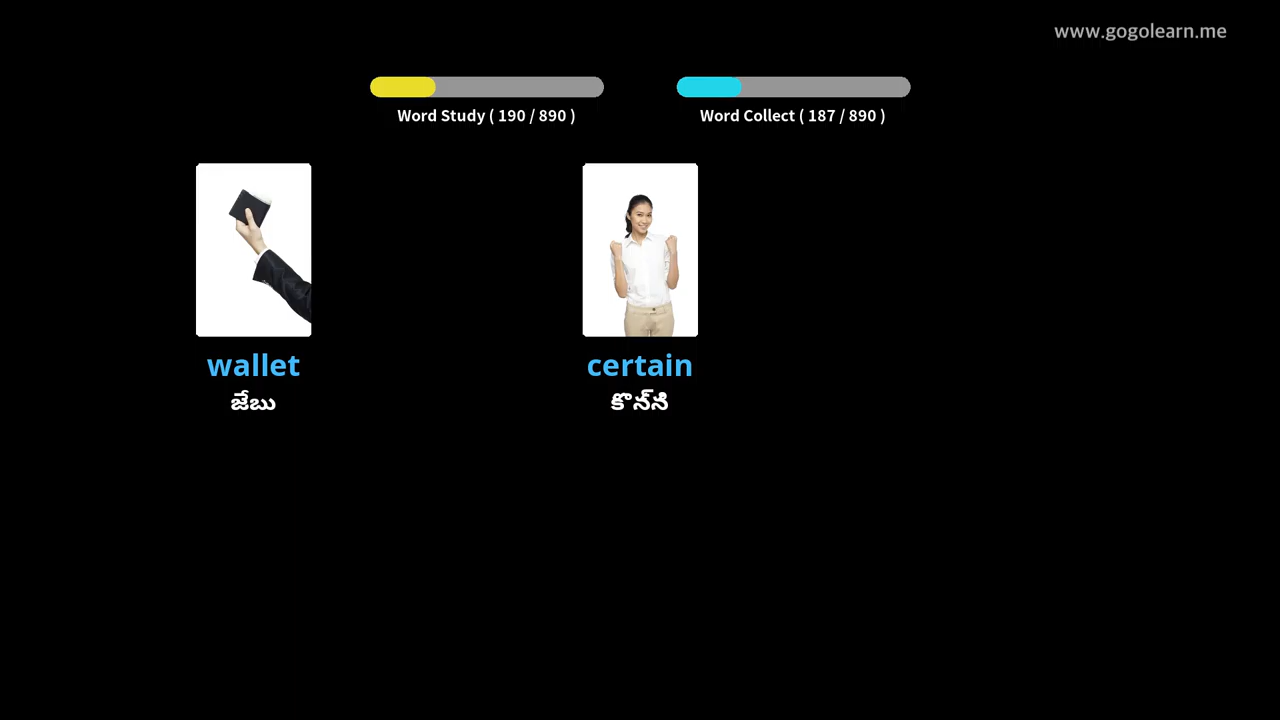 www.gogolearn.me
Word Study ( 190 / 890 )
Word Collect ( 187 / 890 )
wallet
జేబు
certain
కొన్‌ని